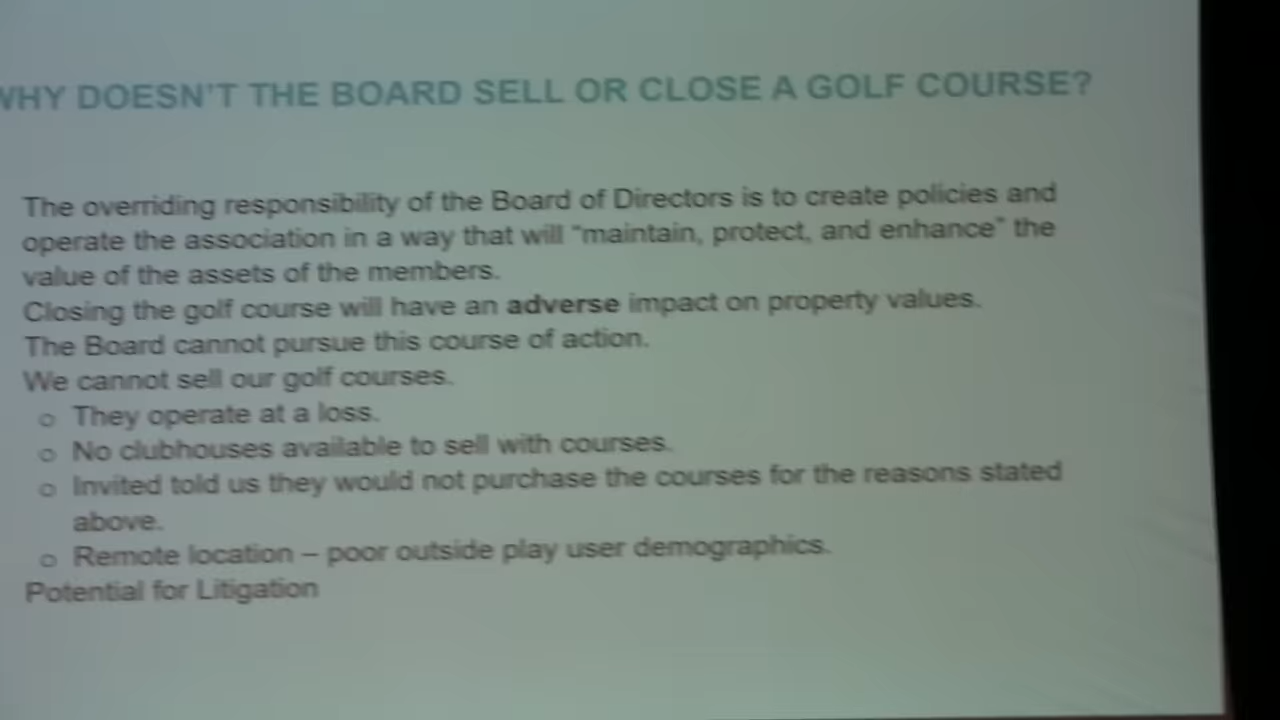 WHY DOESN'T THE BOARD SELL OR CLOSE A GOLF COURSE?
The overriding responsibility of the Board of Directors is to create policies and
operate the association in a way that will "maintain, protect, and enhance" the
value of the assets of the members.
Closing the golf course will have an adverse impact on property values.
The Board cannot pursue this course of action.
We cannot sell our golf courses.
o They operate at a loss.
o No clubhouses available to sell with courses.
o Invited told us they would not purchase the courses for the reasons stated
above.
o Remote location – poor outside play user demographics.
Potential for Litigation